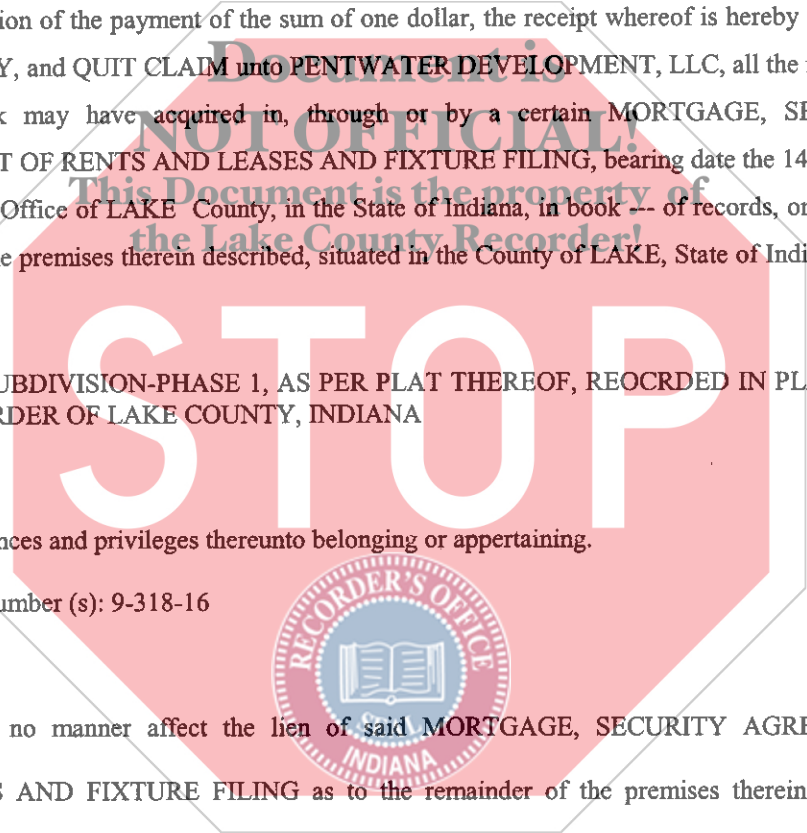 ion of the payment of the sum of one dollar, the receipt whereof is hereby
Document is
Y, and QUIT CLAIM unto PENTWATER DEVELOPMENT, LLC, all the
k may have acquired in, through or by a certain MORTGAGE, SE
NOT OFFICIAL!
T OF RENTS AND LEASES AND FIXTURE FILING, bearing date the 14
This Document is the property of
Office of LAKE County, in the State of Indiana, in book --- of records, on
the Lake County Recorder!
e premises therein described, situated in the County of LAKE, State of Indi
STOP
UBDIVISION-PHASE 1, AS PER PLAT THEREOF, REOCRDED IN PL
RDER OF LAKE COUNTY, INDIANA
nces and privileges thereunto belonging or appertaining.
umber (s): 9-318-16
RECORDER'S OFFICE
SEAL
INDIANA
no manner affect the lien of said MORTGAGE, SECURITY AGRE
S AND FIXTURE FILING as to the remainder of the premises therein